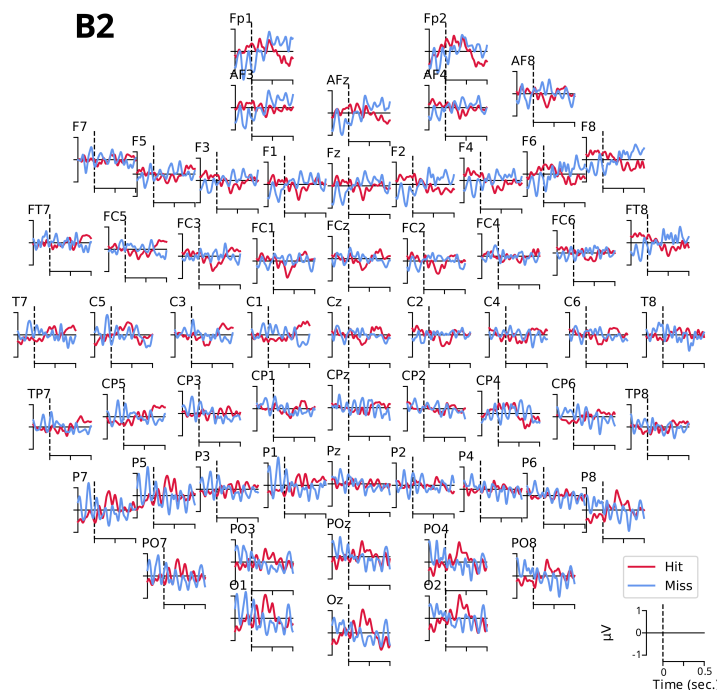 B2
Fp1 Fp2
AF3 AFz AF4 AF8
F7 F5 F3 F1 Fz F2 F4 F6 F8
FT7 FC5 FC3 FC1 FCz FC2 FC4 FC6 FT8
T7 C5 C3 C1 Cz C2 C4 C6 T8
TP7 CP5 CP3 CP1 CPz CP2 CP4 CP6 TP8
P7 P5 P3 P1 Pz P2 P4 P6 P8
PO7 PO3 POz PO4 PO8
O1 Oz O2
Hit
Miss
1
0
-1
µV
0 0.5
Time (sec.)